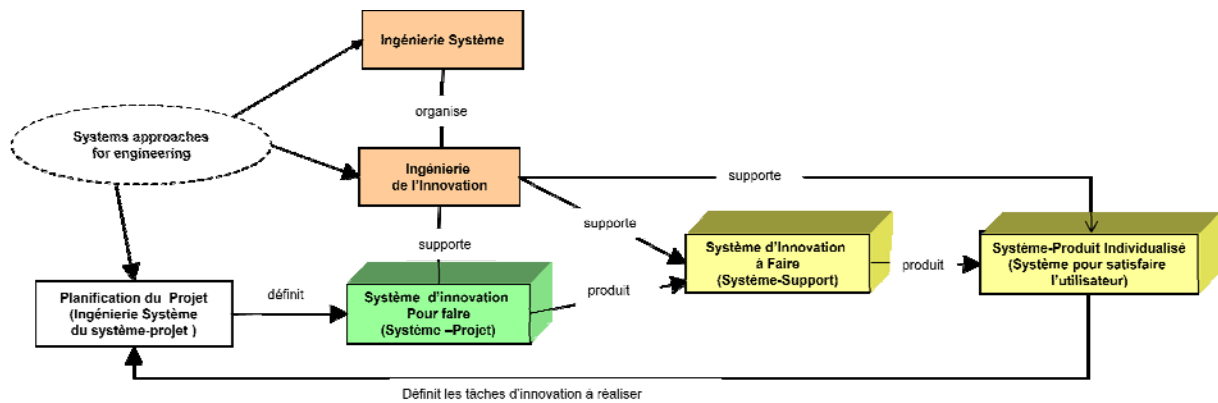 Ingénierie Système
organise
Systems approaches
for engineering
Ingénierie
de l'Innovation
supporte
supporte
supporte
Système d'Innovation
à Faire
(Système-Support)
produit
Système-Produit Individualisé
(Système pour satisfaire
l'utilisateur)
Planification du Projet
(Ingénierie Système
du système-projet )
définit
Système d'innovation
Pour faire
(Système –Projet)
produit
Définit les tâches d'innovation à réaliser